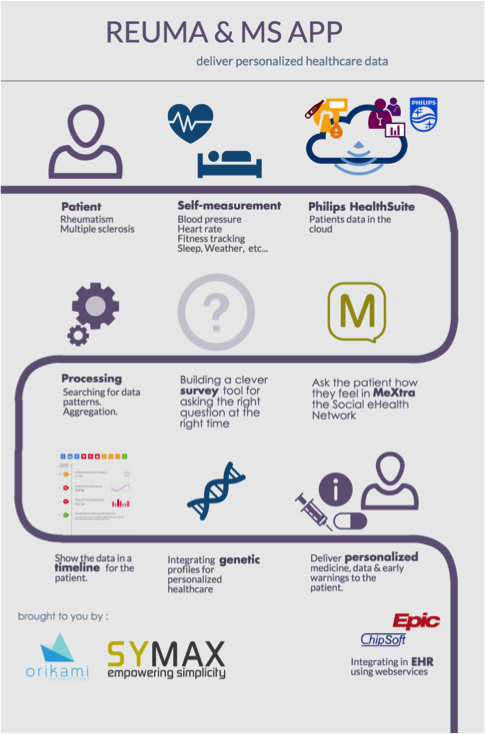 REUMA & MS APP
deliver personalized healthcare data
PHILIPS
Patient
Rheumatism
Multiple sclerosis
Self-measurement
Blood pressure
Heart rate
Fitness tracking
Sleep, Weather, etc...
Philips HealthSuite
Patients data in the
cloud
?
M
Processing
Searching for data
patterns.
Aggregation.
Building a clever
survey tool for
asking the right
question at the
right time
Ask the patient how
they feel in MeXtra
the Social eHealth
Network
i
Show the data in a
timeline for the
patient.
Integrating genetic
profiles for
personalized
healthcare
Deliver personalized
medicine, data & early
warnings to the
patient.
brought to you by :
orikami
SYMAX
empowering simplicity
Epic
ChipSoft
Integrating in EHR
using webservices